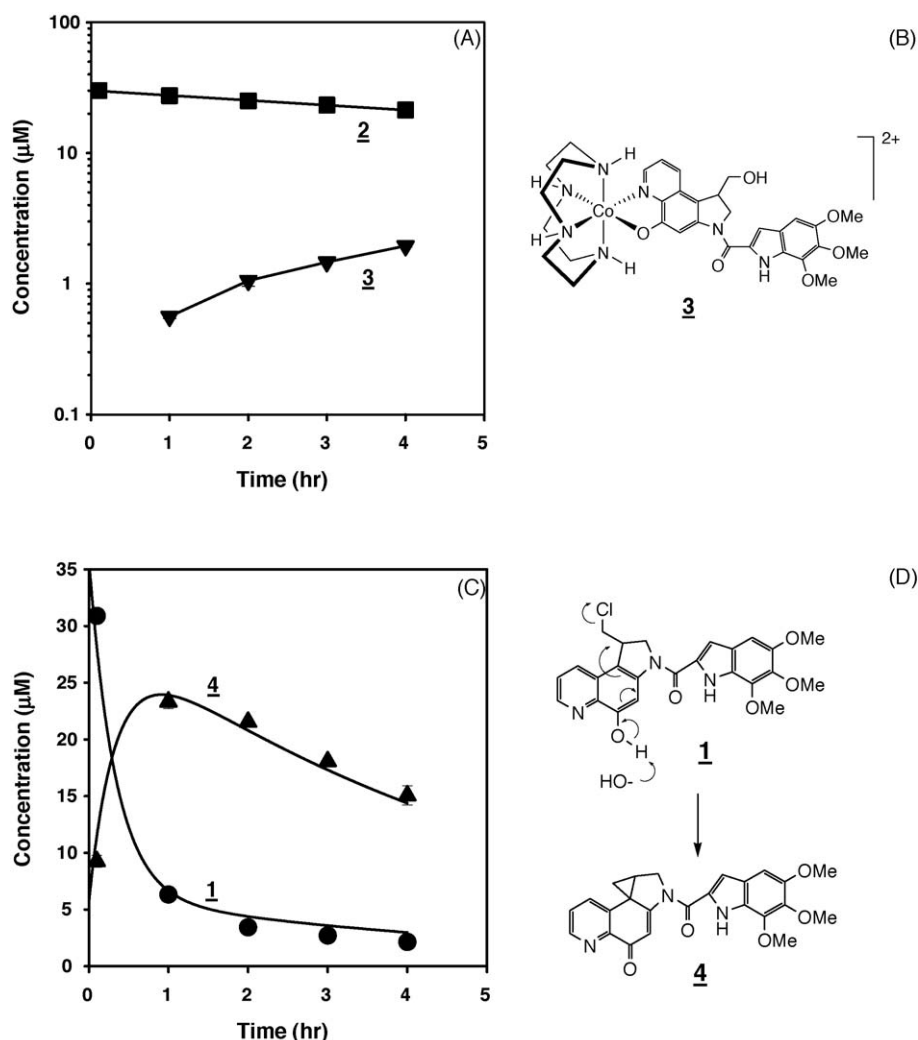 (A)
Concentration (µM)
100
10
1
0.1
2
3
0
1
2
3
4
5
Time (hr)
(B)
2+
H
N
H
N
Co
N
H
N
H
N
O
OH
N
O
N
H
OMe
OMe
OMe
3
(C)
Concentration (µM)
35
30
25
20
15
10
5
0
4
1
0
1
2
3
4
5
Time (hr)
(D)
Cl
N
O
N
H
OMe
OMe
OMe
N
O
H
HO-
1
N
O
N
H
OMe
OMe
OMe
N
O
4